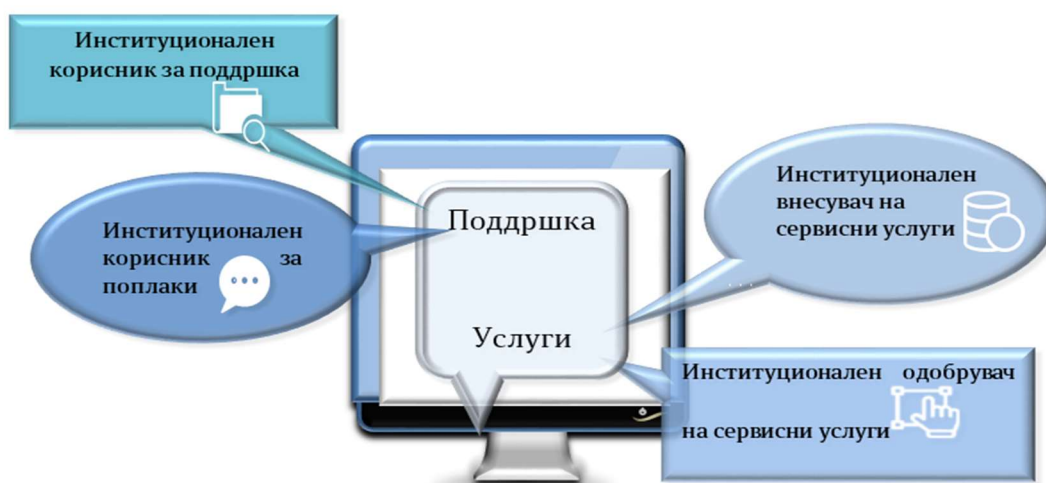 Институционален
корисник за поддршка
Институционален
корисник за
поплаки
Поддршка
Услуги
Институционален
внесувач на
сервисни услуги
Институционален одобрувач
на сервисни услуги